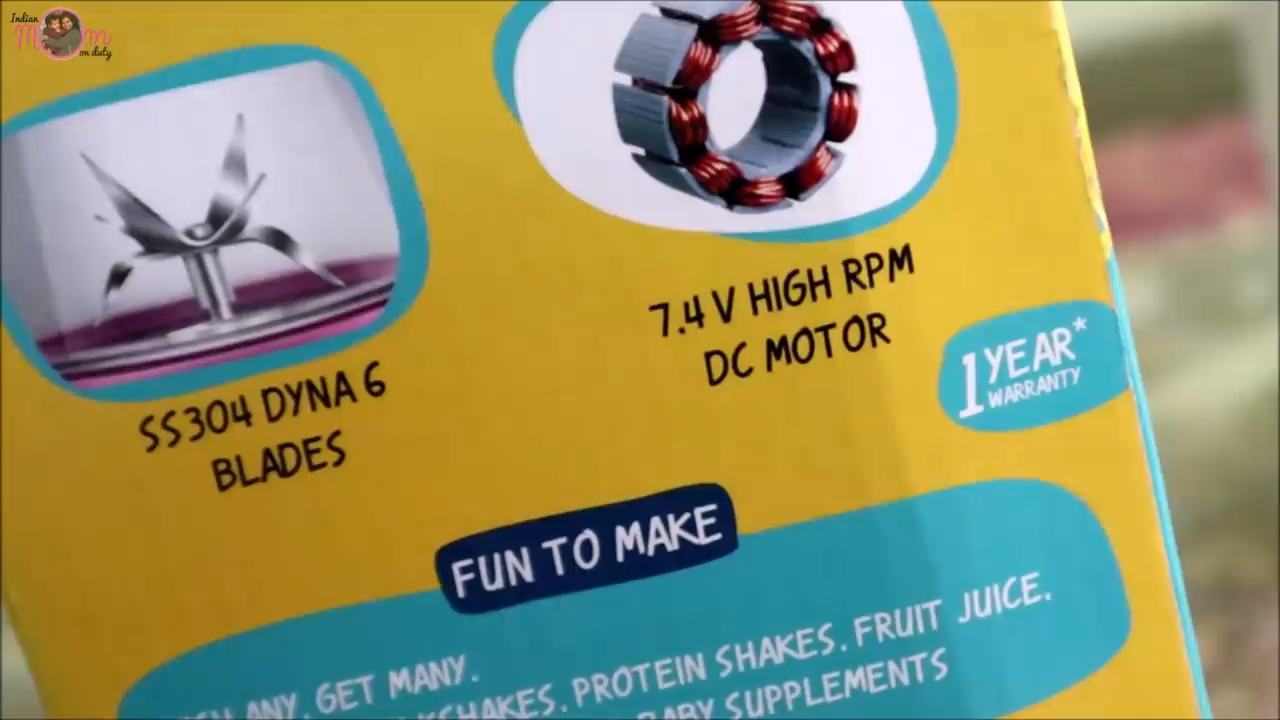 Indian
Mom
on duty
SS304 DYNA 6
BLADES
7.4 V HIGH RPM
DC MOTOR
1 YEAR*
WARRANTY
FUN TO MAKE
ANY. GET MANY.
PROTEIN SHAKES. FRUIT JUICE.
BABY SUPPLEMENTS